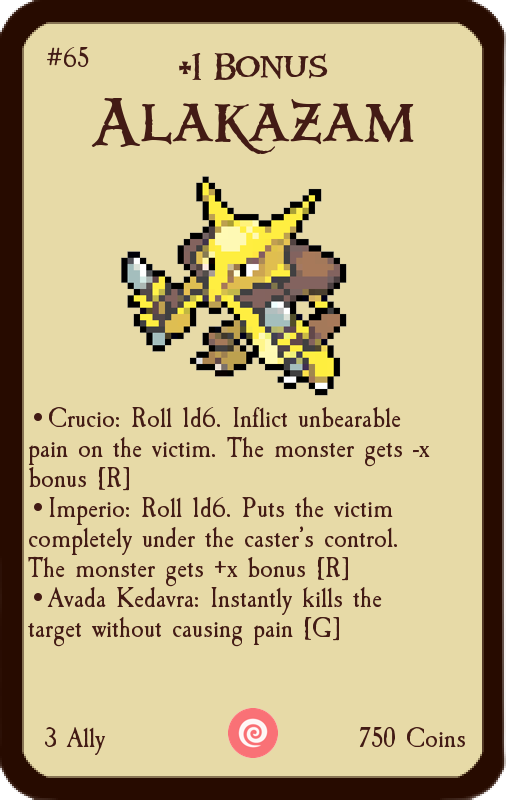 #65
+1 Bonus
Alakazam
•Crucio: Roll 1d6. Inflict unbearable
pain on the victim. The monster gets -x
bonus [R]
•Imperio: Roll 1d6. Puts the victim
completely under the caster's control.
The monster gets +x bonus [R]
•Avada Kedavra: Instantly kills the
target without causing pain [G]
3 Ally
750 Coins